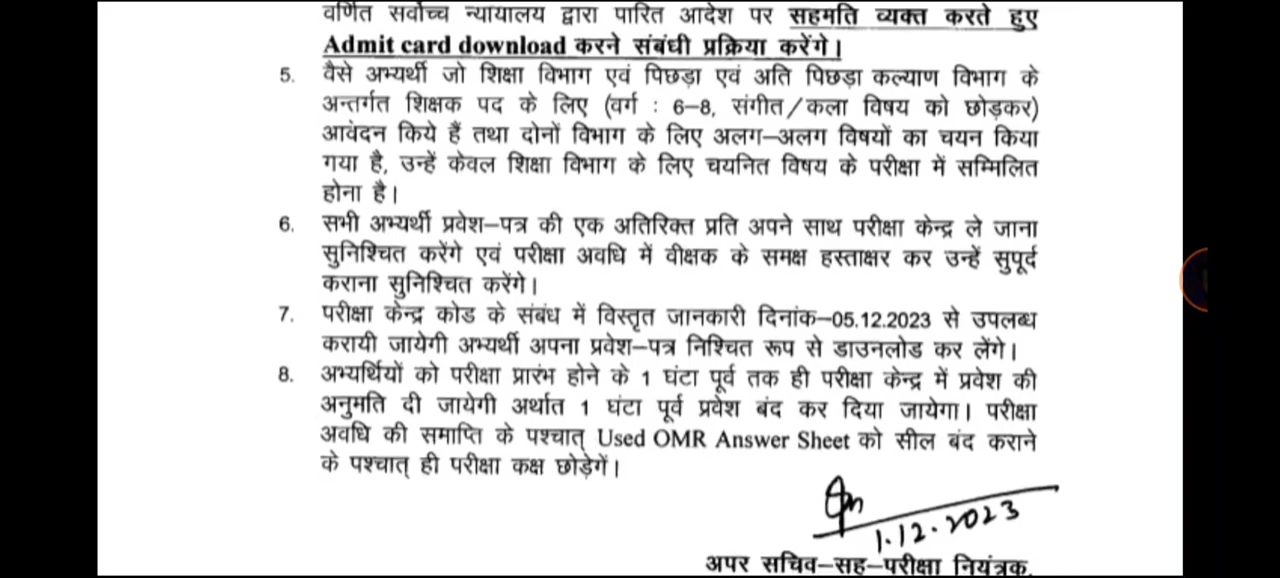 वर्णित सर्वोच्च न्यायालय द्वारा पारित आदेश पर सहमति व्यक्त करते हुए
Admit card download करने संबंधी प्रक्रिया करेंगे।
5. वैसे अभ्यर्थी जो शिक्षा विभाग एवं पिछड़ा एवं अति पिछड़ा कल्याण विभाग के
अन्तर्गत शिक्षक पद के लिए (वर्ग : 6–8, संगीत/कला विषय को छोड़कर)
आवेदन किये हैं तथा दोनों विभाग के लिए अलग–अलग विषयों का चयन किया
गया है, उन्हें केवल शिक्षा विभाग के लिए चयनित विषय के परीक्षा में सम्मिलित
होना है।
6. सभी अभ्यर्थी प्रवेश–पत्र की एक अतिरिक्त प्रति अपने साथ परीक्षा केन्द्र ले जाना
सुनिश्चित करेंगे एवं परीक्षा अवधि में वीक्षक के समक्ष हस्ताक्षर कर उन्हें सुपूर्द
कराना सुनिश्चित करेंगे।
7. परीक्षा केन्द्र कोड के संबंध में विस्तृत जानकारी दिनांक–05.12.2023 से उपलब्ध
करायी जायेगी अभ्यर्थी अपना प्रवेश–पत्र निश्चित रूप से डाउनलोड कर लेंगे।
8. अभ्यर्थियों को परीक्षा प्रारंभ होने के 1 घंटा पूर्व तक ही परीक्षा केन्द्र में प्रवेश की
अनुमति दी जायेगी अर्थात 1 घंटा पूर्व प्रवेश बंद कर दिया जायेगा। परीक्षा
अवधि की समाप्ति के पश्चात् Used OMR Answer Sheet को सील बंद कराने
के पश्चात् ही परीक्षा कक्ष छोड़ेगें।
1.12.2023
अपर सचिव–सह–परीक्षा नियंत्रक,